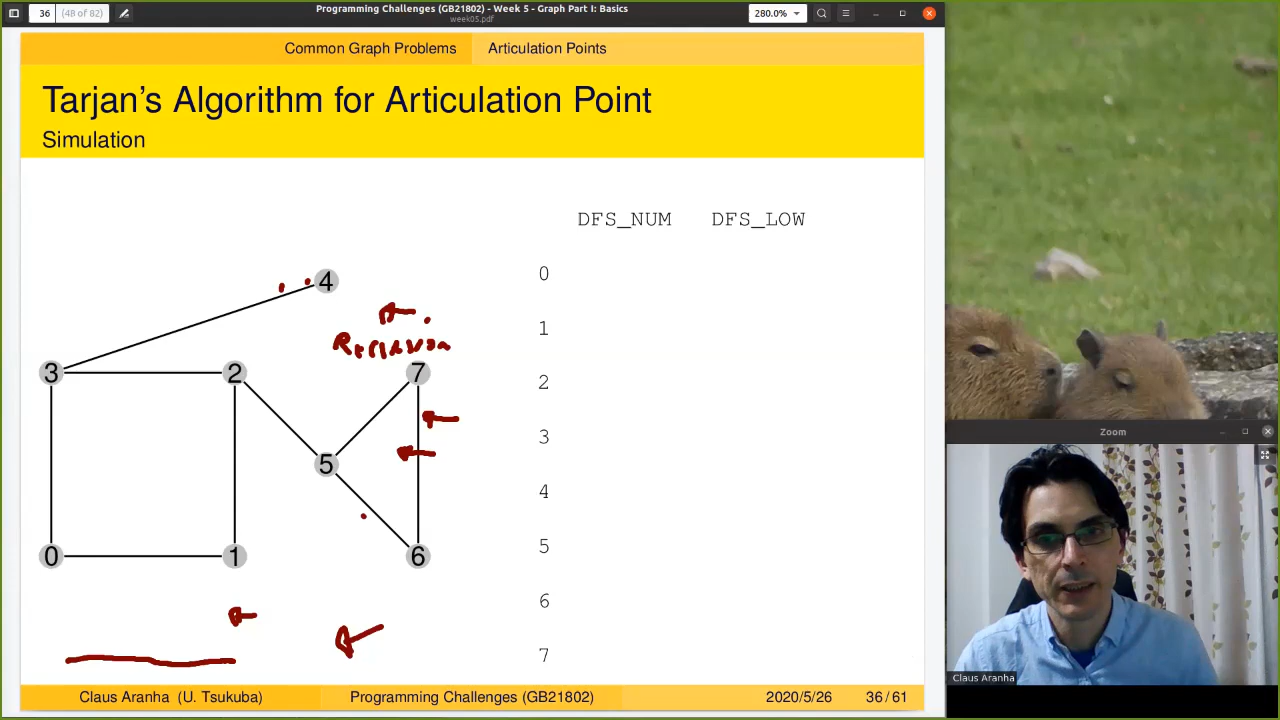 36 (48 of 82)
Programming Challenges (GB21802) - Week 5 - Graph Part I: Basics
week05.pdf
280.0%
Common Graph Problems Articulation Points
Tarjan's Algorithm for Articulation Point
Simulation
DFS_NUM DFS_LOW
0
1
2
3
4
5
6
7
4
3
2
7
5
0
1
6
Claus Aranha (U. Tsukuba) Programming Challenges (GB21802) 2020/5/26 36 / 61
Zoom
Claus Aranha